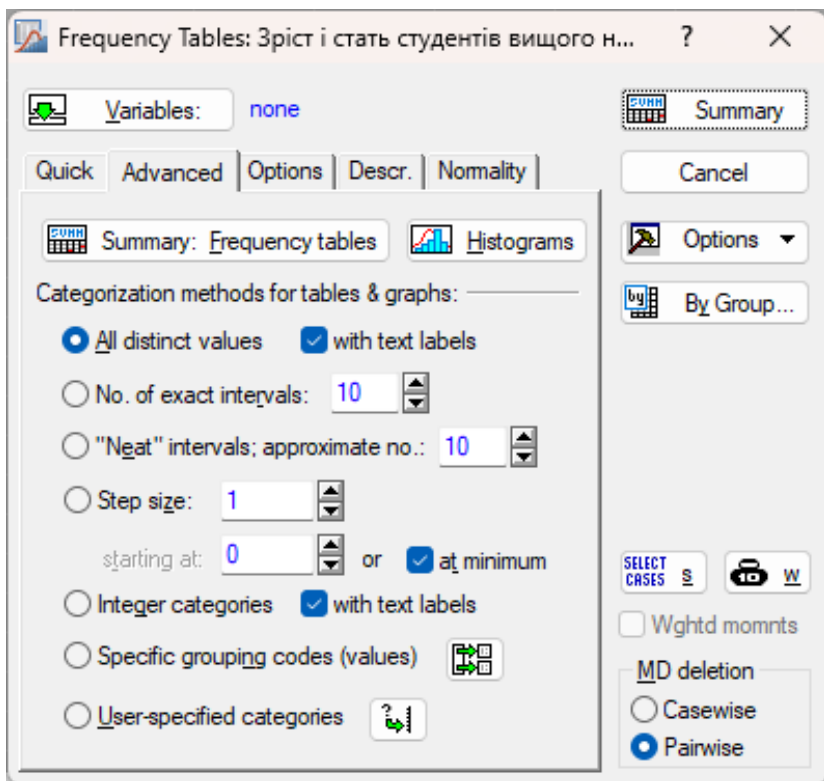 Frequency Tables: Зріст і стать студентів вищого н... ?
Variables: none
Summary
Quick Advanced Options Descr. Normality
Cancel
Summary: Frequency tables Histograms
Options
By Group...
Categorization methods for tables & graphs:
All distinct values with text labels
No. of exact intervals: 10
"Neat" intervals; approximate no.: 10
Step size: 1
starting at: 0 or at minimum
Integer categories with text labels
Specific grouping codes (values)
User-specified categories
SELECT CASES S W
Wghtd momnts
MD deletion
Casewise
Pairwise